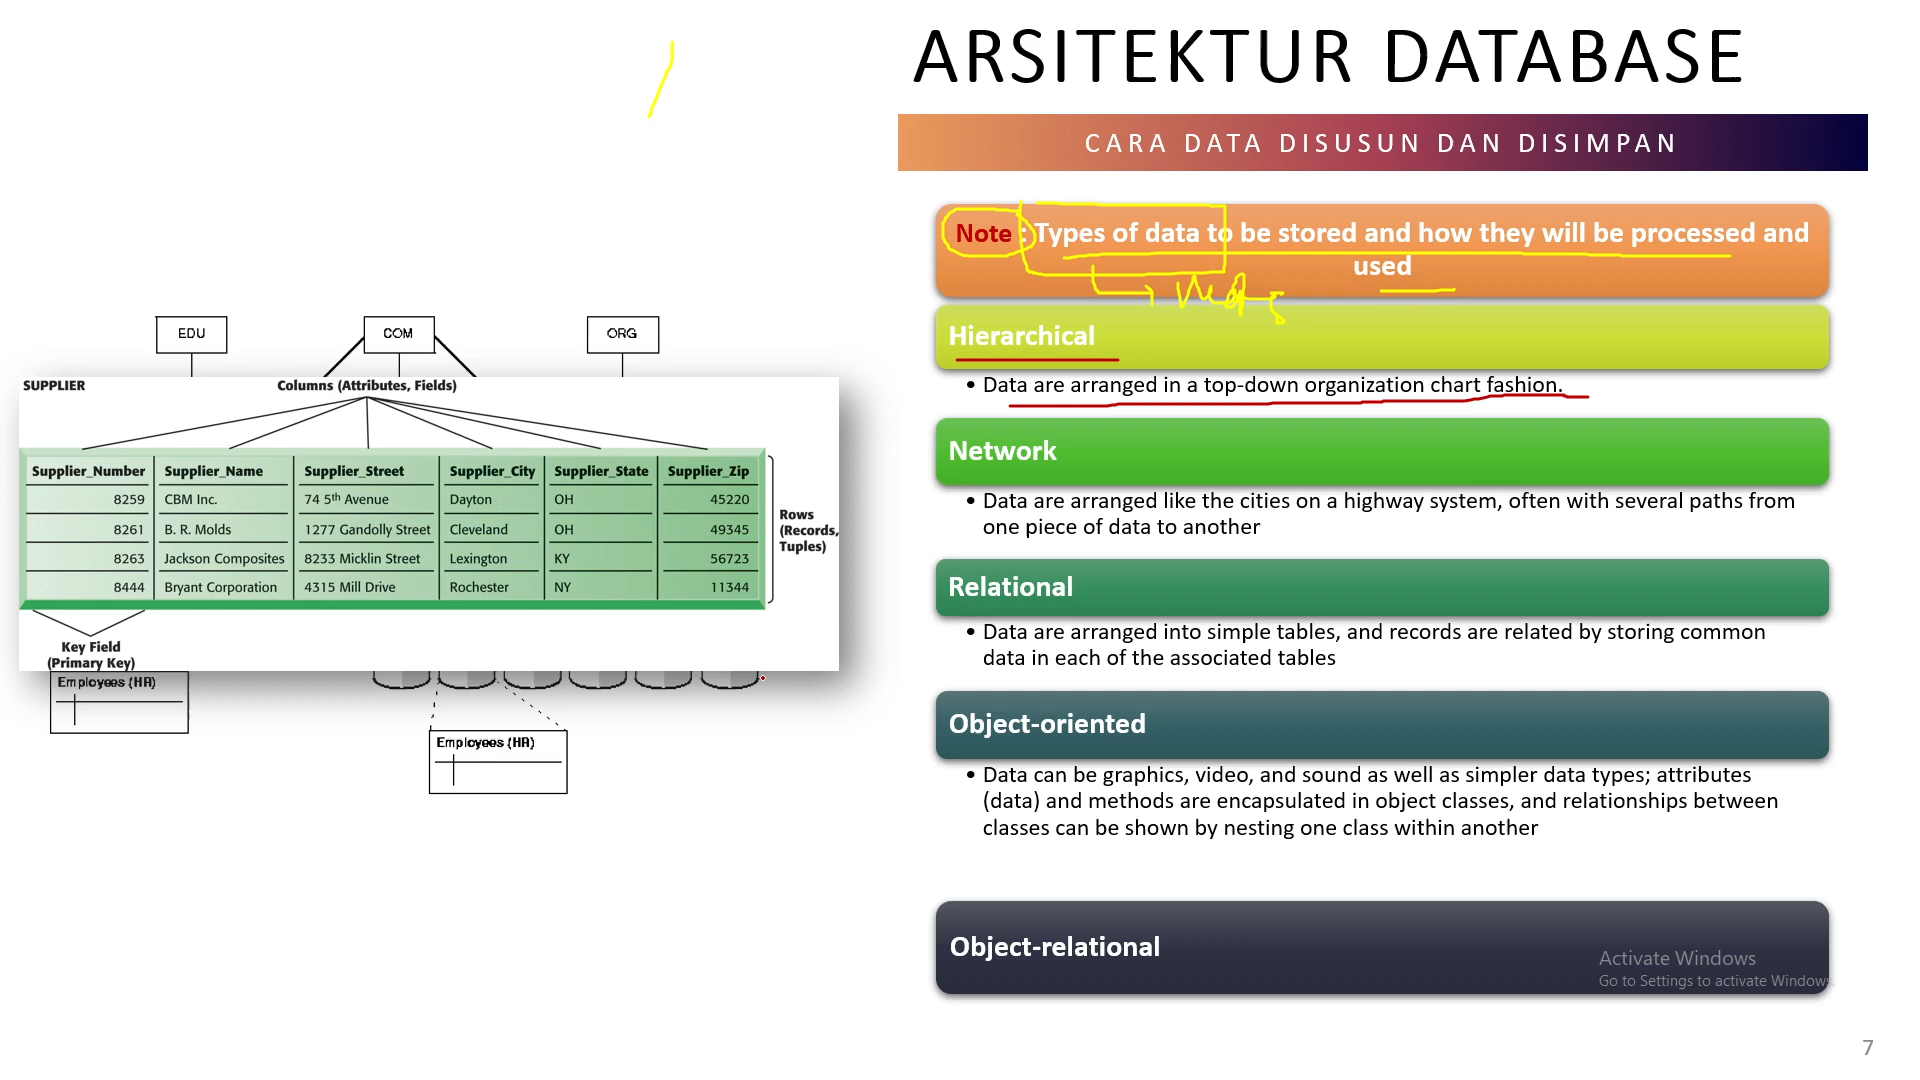 ARSITEKTUR DATABASE
CARA DATA DISUSUN DAN DISIMPAN
Note : Types of data to be stored and how they will be processed and
used
Hierarchical
• Data are arranged in a top-down organization chart fashion.
Network
• Data are arranged like the cities on a highway system, often with several paths from
one piece of data to another
Relational
• Data are arranged into simple tables, and records are related by storing common
data in each of the associated tables
Object-oriented
• Data can be graphics, video, and sound as well as simpler data types; attributes
(data) and methods are encapsulated in object classes, and relationships between
classes can be shown by nesting one class within another
Object-relational
Activate Windows
Go to Settings to activate Windows.
7
EDU COM ORG
SUPPLIER Columns (Attributes, Fields)
Supplier_Number Supplier_Name Supplier_Street Supplier_City Supplier_State Supplier_Zip
8259 CBM Inc. 74 5th Avenue Dayton OH 45220
8261 B. R. Molds 1277 Gandolly Street Cleveland OH 49345
8263 Jackson Composites 8233 Micklin Street Lexington KY 56723
8444 Bryant Corporation 4315 Mill Drive Rochester NY 11344
Rows
(Records,
Tuples)
Key Field
(Primary Key)
Employees (HR)
Employees (HR)